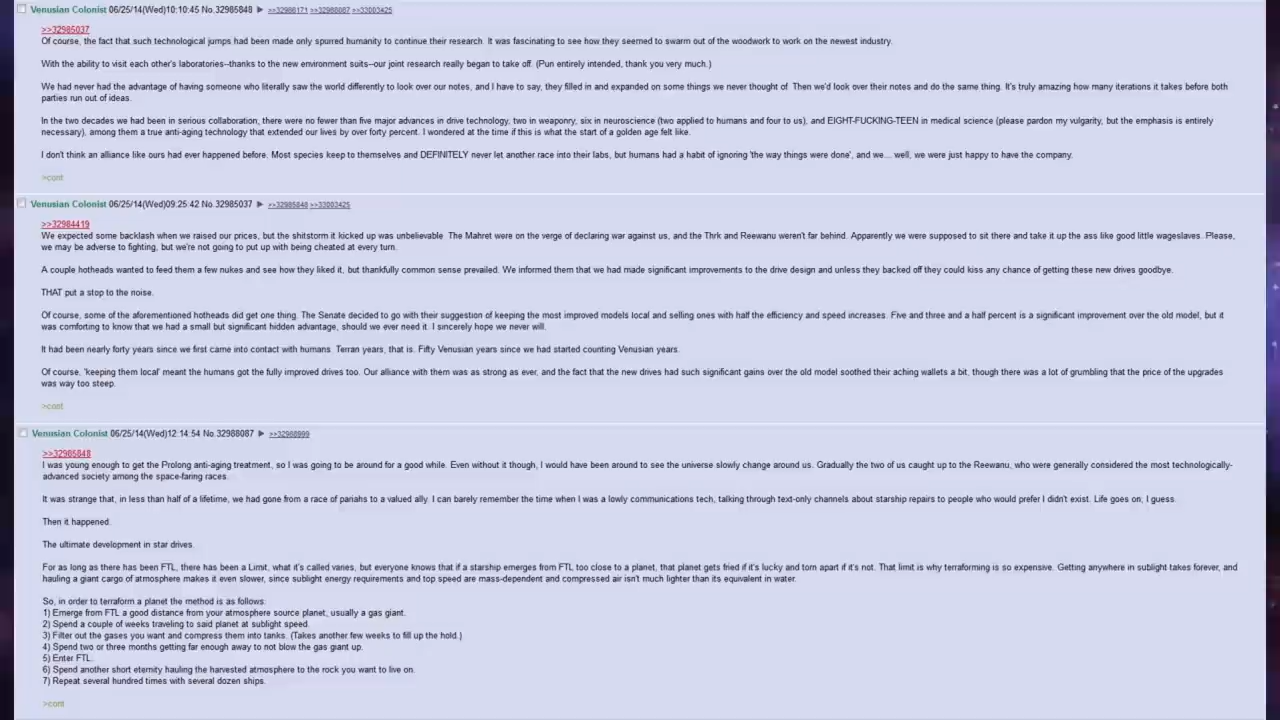 Venusian Colonist 06/25/14(Wed)10:10:45 No.32985848 ▶ >>32986171 >>32988087 >>33003425
>>32985037
Of course, the fact that such technological jumps had been made only spurred humanity to continue their research. It was fascinating to see how they seemed to swarm out of the woodwork to work on the newest industry.
With the ability to visit each other's laboratories--thanks to the new environment suits--our joint research really began to take off. (Pun entirely intended, thank you very much.)
We had never had the advantage of having someone who literally saw the world differently to look over our notes, and I have to say, they filled in and expanded on some things we never thought of. Then we'd look over their notes and do the same thing. It's truly amazing how many iterations it takes before both
parties run out of ideas.
In the two decades we had been in serious collaboration, there were no fewer than five major advances in drive technology, two in weaponry, six in neuroscience (two applied to humans and four to us), and EIGHT-FUCKING-TEEN in medical science (please pardon my vulgarity, but the emphasis is entirely
necessary), among them a true anti-aging technology that extended our lives by over forty percent. I wondered at the time if this is what the start of a golden age felt like.
I don't think an alliance like ours had ever happened before. Most species keep to themselves and DEFINITELY never let another race into their labs, but humans had a habit of ignoring 'the way things were done', and we... well, we were just happy to have the company.
>cont
Venusian Colonist 06/25/14(Wed)09:25:42 No.32985037 ▶ >>32985848 >>33003425
>>32984419
We expected some backlash when we raised our prices, but the shitstorm it kicked up was unbelievable. The Mahret were on the verge of declaring war against us, and the Thrk and Reewanu weren't far behind. Apparently we were supposed to sit there and take it up the ass like good little wageslaves. Please,
we may be adverse to fighting, but we're not going to put up with being cheated at every turn.
A couple hotheads wanted to feed them a few nukes and see how they liked it, but thankfully common sense prevailed. We informed them that we had made significant improvements to the drive design and unless they backed off they could kiss any chance of getting these new drives goodbye.
THAT put a stop to the noise.
Of course, some of the aforementioned hotheads did get one thing. The Senate decided to go with their suggestion of keeping the most improved models local and selling ones with half the efficiency and speed increases. Five and three and a half percent is a significant improvement over the old model, but it
was comforting to know that we had a small but significant hidden advantage, should we ever need it. I sincerely hope we never will.
It had been nearly forty years since we first came into contact with humans. Terran years, that is. Fifty Venusian years since we had started counting Venusian years.
Of course, 'keeping them local' meant the humans got the fully improved drives too. Our alliance with them was as strong as ever, and the fact that the new drives had such significant gains over the old model soothed their aching wallets a bit, though there was a lot of grumbling that the price of the upgrades
was way too steep.
>cont
Venusian Colonist 06/25/14(Wed)12:14:54 No.32988087 ▶ >>32988999
>>32985848
I was young enough to get the Prolong anti-aging treatment, so I was going to be around for a good while. Even without it though, I would have been around to see the universe slowly change around us. Gradually the two of us caught up to the Reewanu, who were generally considered the most technologically-
advanced society among the space-faring races.
It was strange that, in less than half of a lifetime, we had gone from a race of pariahs to a valued ally. I can barely remember the time when I was a lowly communications tech, talking through text-only channels about starship repairs to people who would prefer I didn't exist. Life goes on, I guess.
Then it happened.
The ultimate development in star drives.
For as long as there has been FTL, there has been a Limit, what it's called varies, but everyone knows that if a starship emerges from FTL too close to a planet, that planet gets fried if it's lucky and torn apart if it's not. That limit is why terraforming is so expensive. Getting anywhere in sublight takes forever, and
hauling a giant cargo of atmosphere makes it even slower, since sublight energy requirements and top speed are mass-dependent and compressed air isn't much lighter than its equivalent in water.
So, in order to terraform a planet the method is as follows:
1) Emerge from FTL a good distance from your atmosphere source planet, usually a gas giant.
2) Spend a couple of weeks traveling to said planet at sublight speed.
3) Filter out the gases you want and compress them into tanks. (Takes another few weeks to fill up the hold.)
4) Spend two or three months getting far enough away to not blow the gas giant up.
5) Enter FTL.
6) Spend another short eternity hauling the harvested atmosphere to the rock you want to live on.
7) Repeat several hundred times with several dozen ships.
>cont